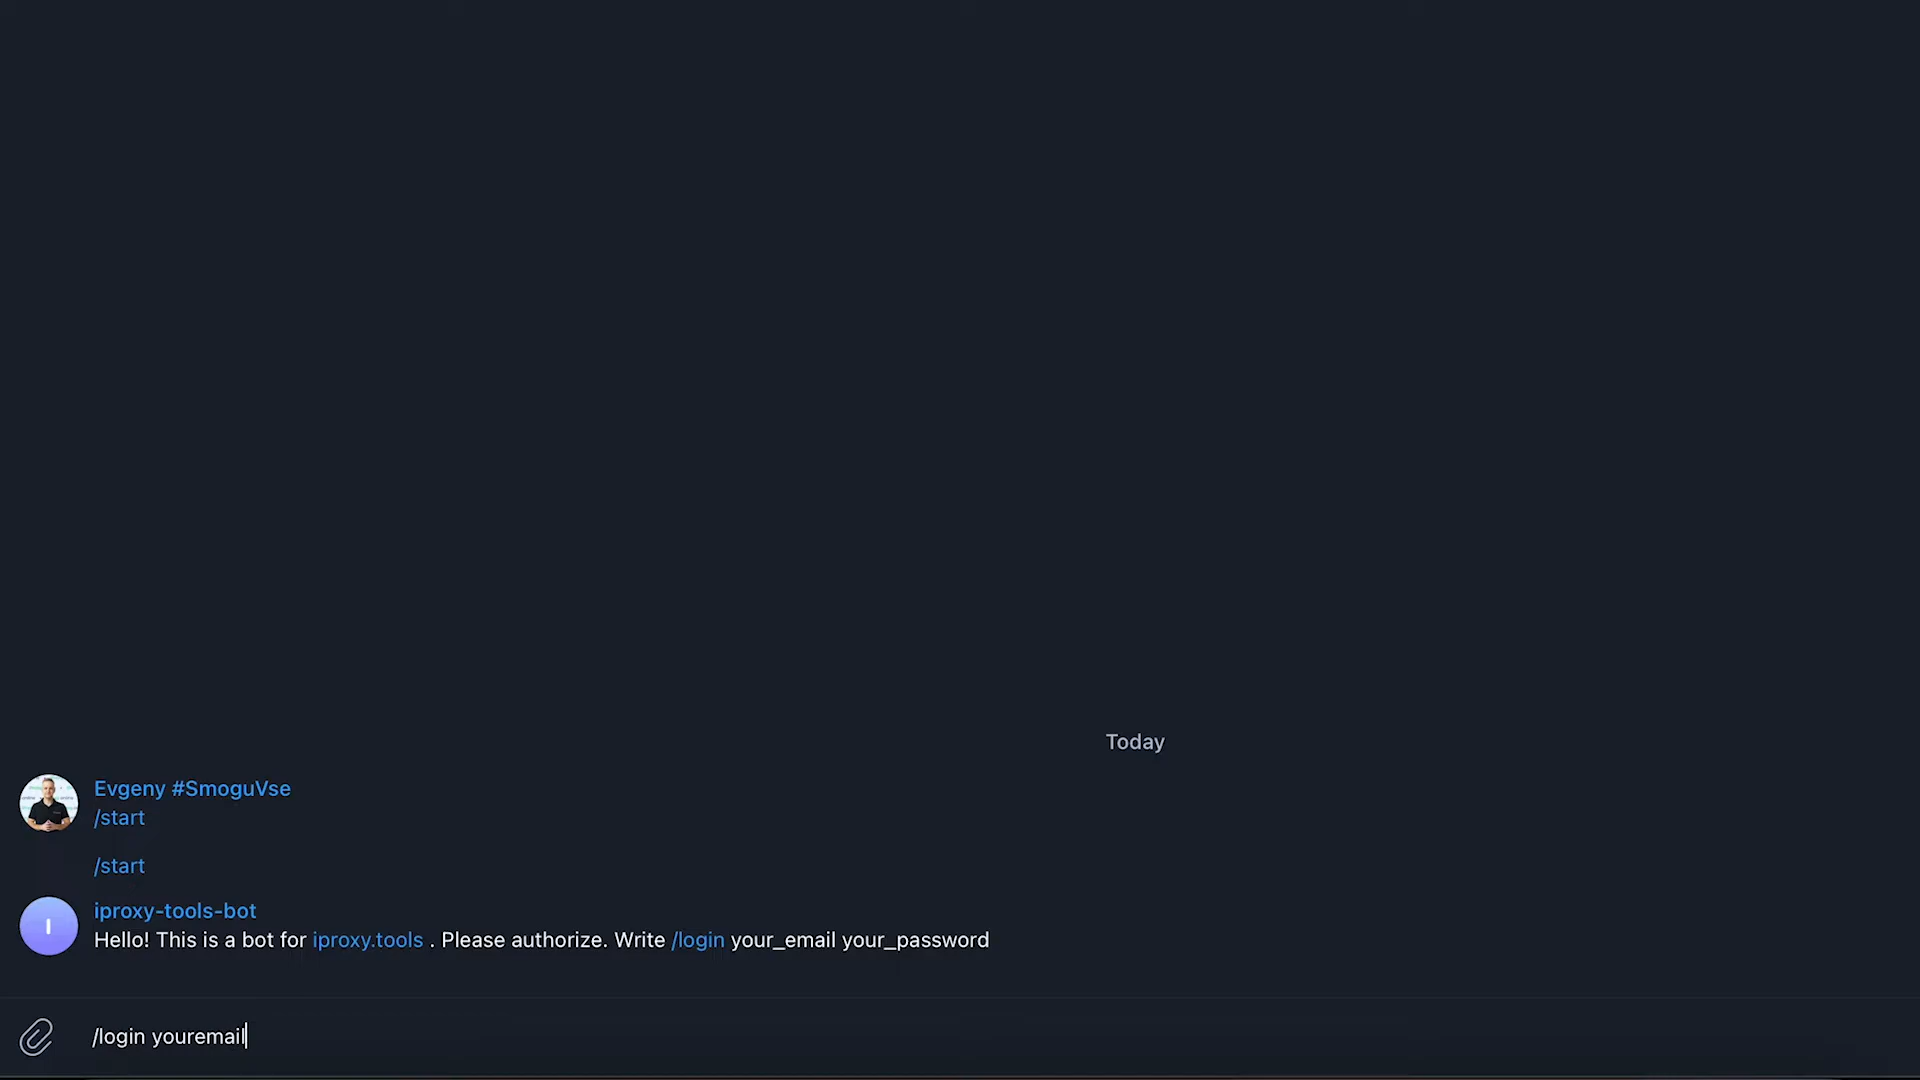 Today
Evgeny #SmoguVse
/start
/start
I
iproxy-tools-bot
Hello! This is a bot for iproxy.tools . Please authorize. Write /login your_email your_password
/login youremail